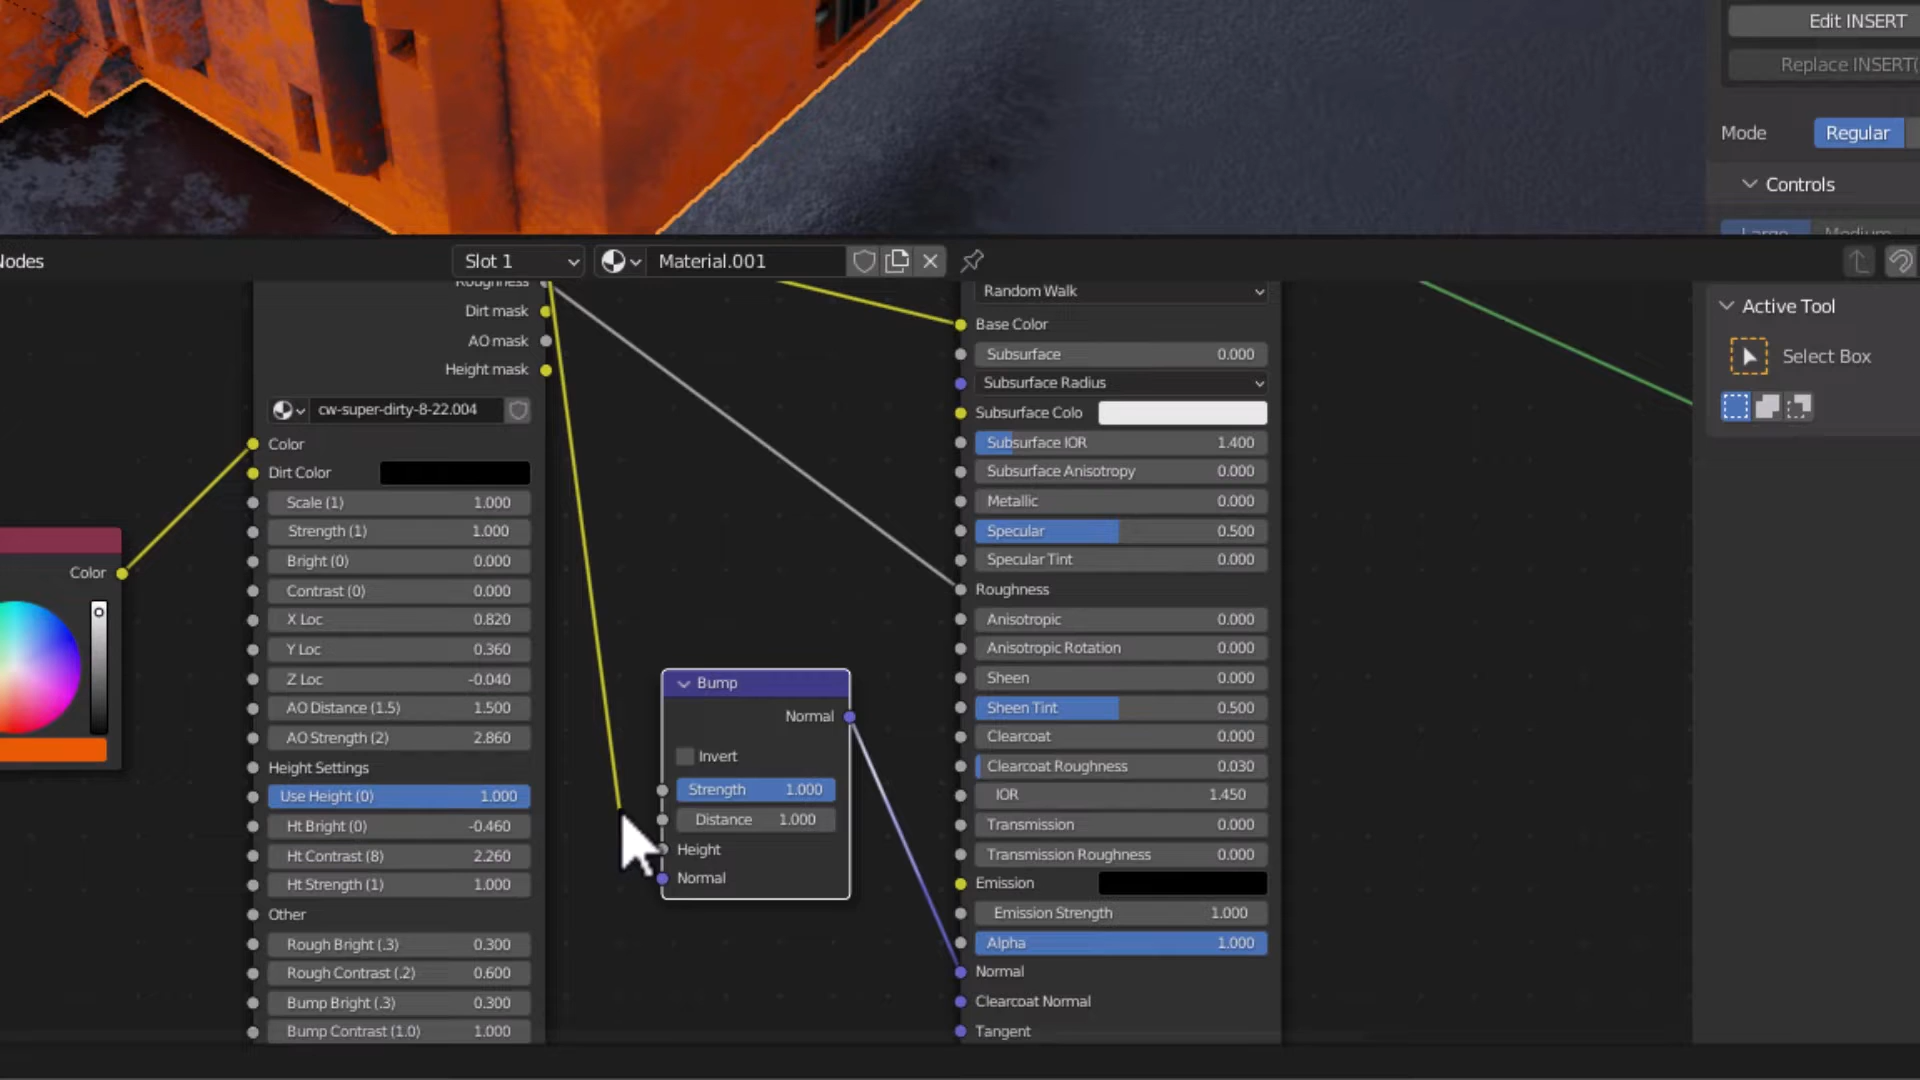 Edit INSERT
Replace INSERT(
Mode
Regular
Controls
Large
Medium
Nodes
Slot 1
Material.001
Roughness
Dirt mask
AO mask
Height mask
cw-super-dirty-8-22.004
Color
Dirt Color
Scale (1) 1.000
Strength (1) 1.000
Bright (0) 0.000
Contrast (0) 0.000
X Loc 0.820
Y Loc 0.360
Z Loc -0.040
AO Distance (1.5) 1.500
AO Strength (2) 2.860
Height Settings
Use Height (0) 1.000
Ht Bright (0) -0.460
Ht Contrast (8) 2.260
Ht Strength (1) 1.000
Other
Rough Bright (.3) 0.300
Rough Contrast (.2) 0.600
Bump Bright (.3) 0.300
Bump Contrast (1.0) 1.000
Color
Bump
Normal
Invert
Strength 1.000
Distance 1.000
Height
Normal
Random Walk
Base Color
Subsurface 0.000
Subsurface Radius
Subsurface Colo
Subsurface IOR 1.400
Subsurface Anisotropy 0.000
Metallic 0.000
Specular 0.500
Specular Tint 0.000
Roughness
Anisotropic 0.000
Anisotropic Rotation 0.000
Sheen 0.000
Sheen Tint 0.500
Clearcoat 0.000
Clearcoat Roughness 0.030
IOR 1.450
Transmission 0.000
Transmission Roughness 0.000
Emission
Emission Strength 1.000
Alpha 1.000
Normal
Clearcoat Normal
Tangent
Active Tool
Select Box